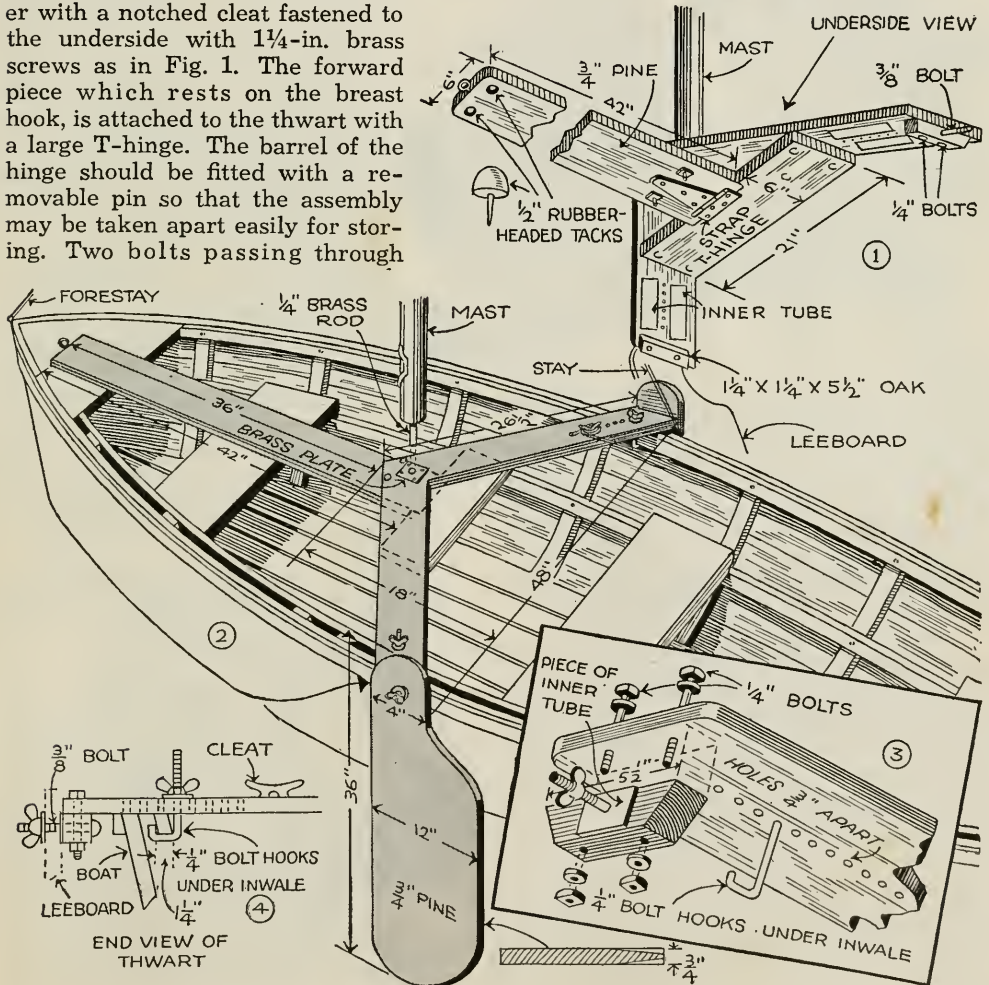 er with a notched cleat fastened to
the underside with 1¼-in. brass
screws as in Fig. 1. The forward
piece which rests on the breast
hook, is attached to the thwart with
a large T-hinge. The barrel of the
hinge should be fitted with a re-
movable pin so that the assembly
may be taken apart easily for stor-
ing. Two bolts passing through
UNDERSIDE VIEW
MAST
6"
¾" PINE
42"
⅜" BOLT
½" RUBBER-
HEADED TACKS
6"
STRAP
T-HINGE
21"
¼" BOLTS
1
INNER TUBE
1¼" X 1¼" X 5½" OAK
LEEBOARD
FORESTAY
¼" BRASS
ROD
MAST
STAY
36"
BRASS PLATE
42"
26½"
18"
48"
2
4"
36"
12"
¾" PINE
¾"
PIECE OF
INNER
TUBE
¼" BOLTS
3
1"
5½
HOLES ¾" APART
¼" BOLT HOOKS UNDER INWALE
⅜" BOLT
CLEAT
BOAT
¼" BOLT HOOKS
UNDER INWALE
1¼"
LEEBOARD
4
END VIEW OF
THWART